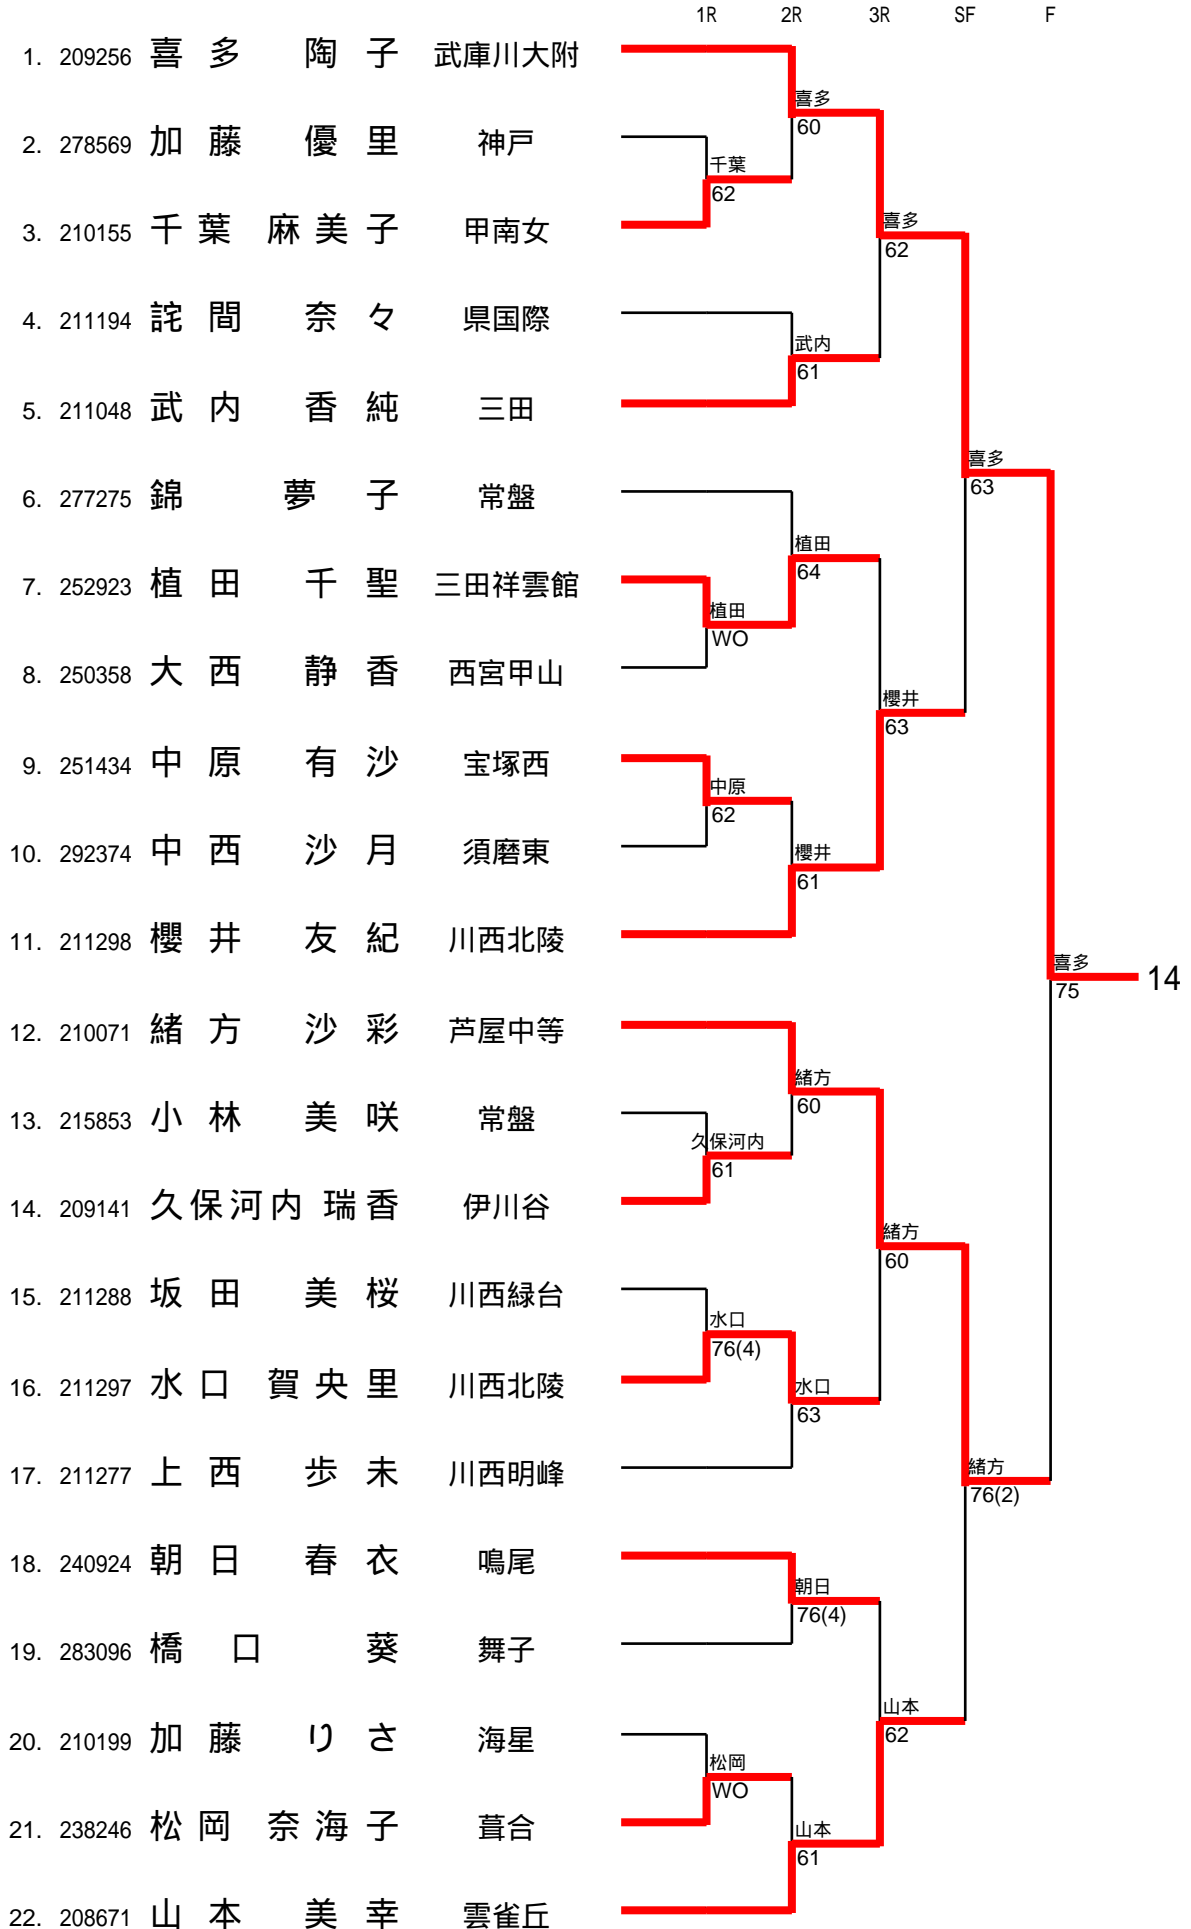 1R 2R 3R SF F
1. 209256 喜多 陶子 武庫川大附
喜多
60
2. 278569 加藤 優里 神戸
千葉
62
3. 210155 千葉 麻美子 甲南女
喜多
62
4. 211194 詫間 奈々 県国際
武内
61
5. 211048 武内 香純 三田
喜多
63
6. 277275 錦 夢子 常盤
植田
64
7. 252923 植田 千聖 三田祥雲館
植田
WO
8. 250358 大西 静香 西宮甲山
櫻井
63
9. 251434 中原 有沙 宝塚西
中原
62
10. 292374 中西 沙月 須磨東
櫻井
61
11. 211298 櫻井 友紀 川西北陵
喜多
75
14
12. 210071 緒方 沙彩 芦屋中等
緒方
60
13. 215853 小林 美咲 常盤
久保河内
61
14. 209141 久保河内 瑞香 伊川谷
緒方
60
15. 211288 坂田 美桜 川西緑台
水口
76(4)
16. 211297 水口 賀央里 川西北陵
水口
63
17. 211277 上西 歩未 川西明峰
緒方
76(2)
18. 240924 朝日 春衣 鳴尾
朝日
76(4)
19. 283096 橋口 葵 舞子
山本
62
20. 210199 加藤 りさ 海星
松岡
WO
21. 238246 松岡 奈海子 葺合
山本
61
22. 208671 山本 美幸 雲雀丘